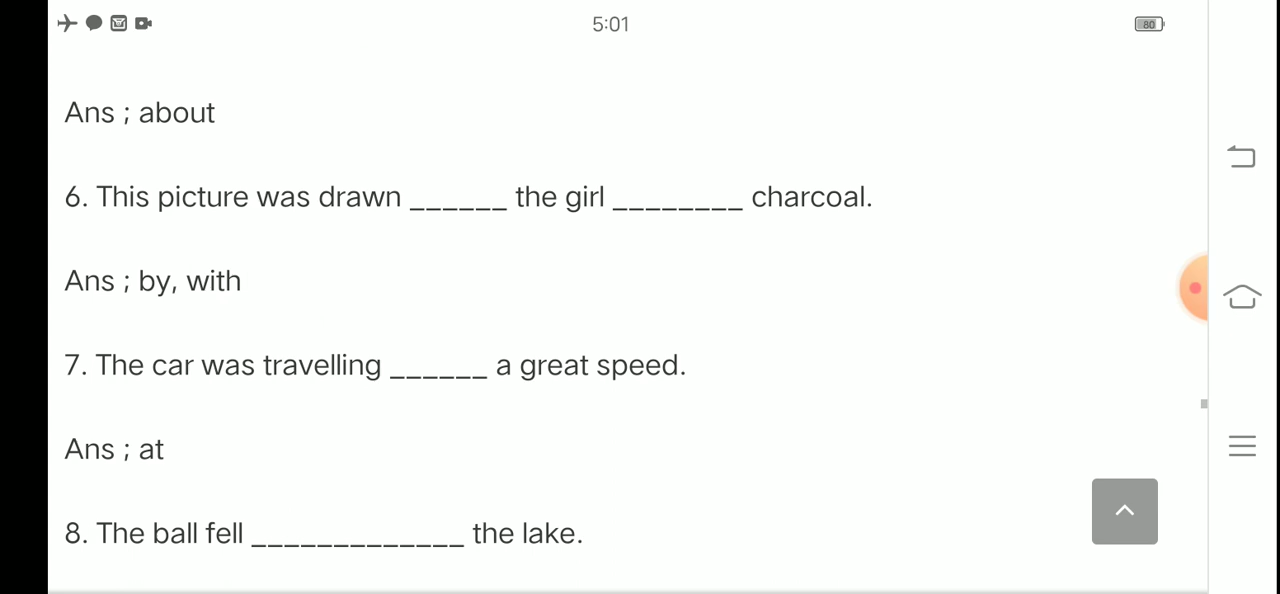 5:01
80
Ans ; about
6. This picture was drawn ______ the girl ________ charcoal.
Ans ; by, with
7. The car was travelling ______ a great speed.
Ans ; at
8. The ball fell _____________ the lake.